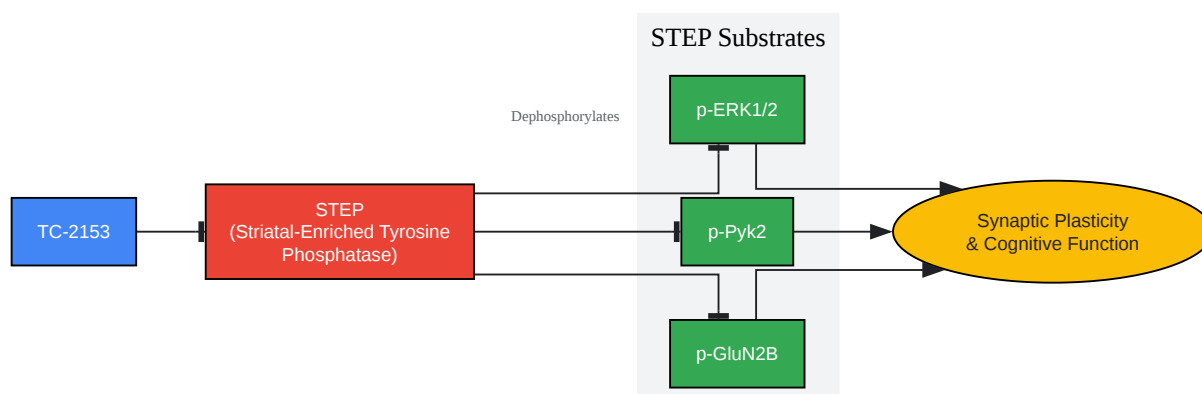 STEP Substrates
p-ERK1/2
Dephosphorylates
TC-2153
STEP
(Striatal-Enriched Tyrosine
Phosphatase)
p-Pyk2
Synaptic Plasticity
& Cognitive Function
p-GluN2B